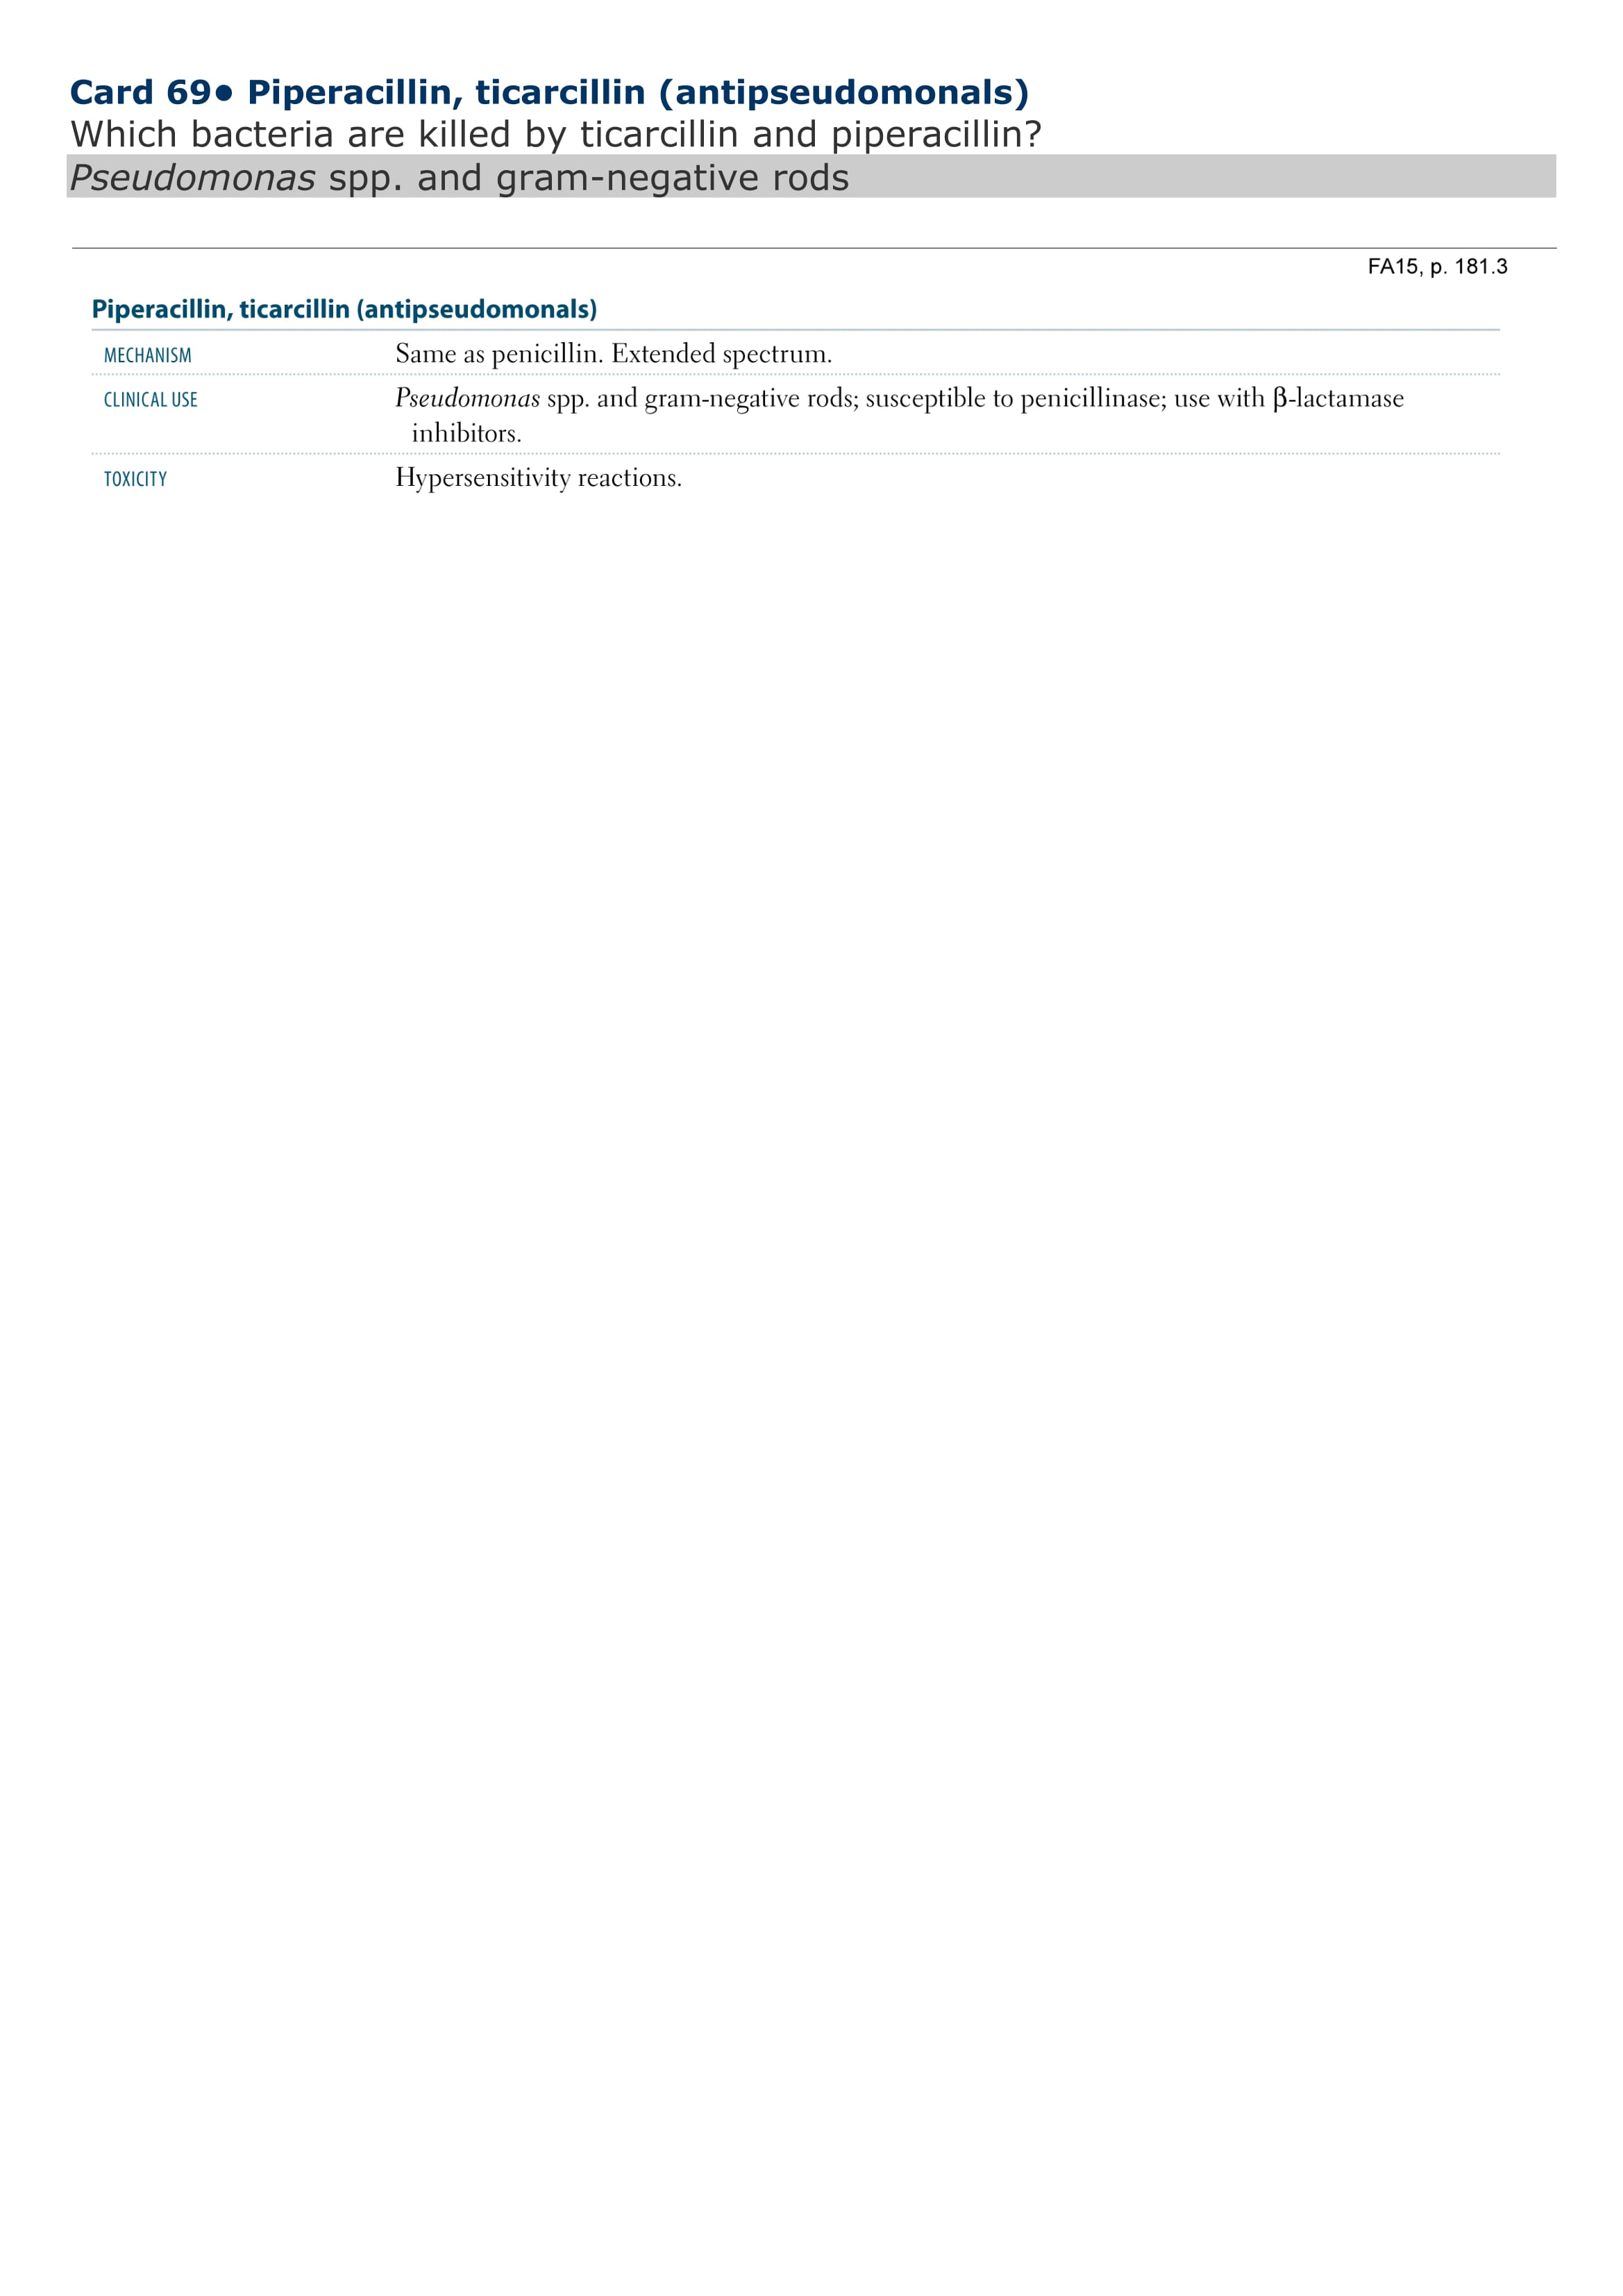 Card 69● Piperacillin, ticarcillin (antipseudomonals)
Which bacteria are killed by ticarcillin and piperacillin?
Pseudomonas spp. and gram-negative rods
FA15, p. 181.3
Piperacillin, ticarcillin (antipseudomonals)
MECHANISM Same as penicillin. Extended spectrum.
CLINICAL USE Pseudomonas spp. and gram-negative rods; susceptible to penicillinase; use with β-lactamase
inhibitors.
TOXICITY Hypersensitivity reactions.